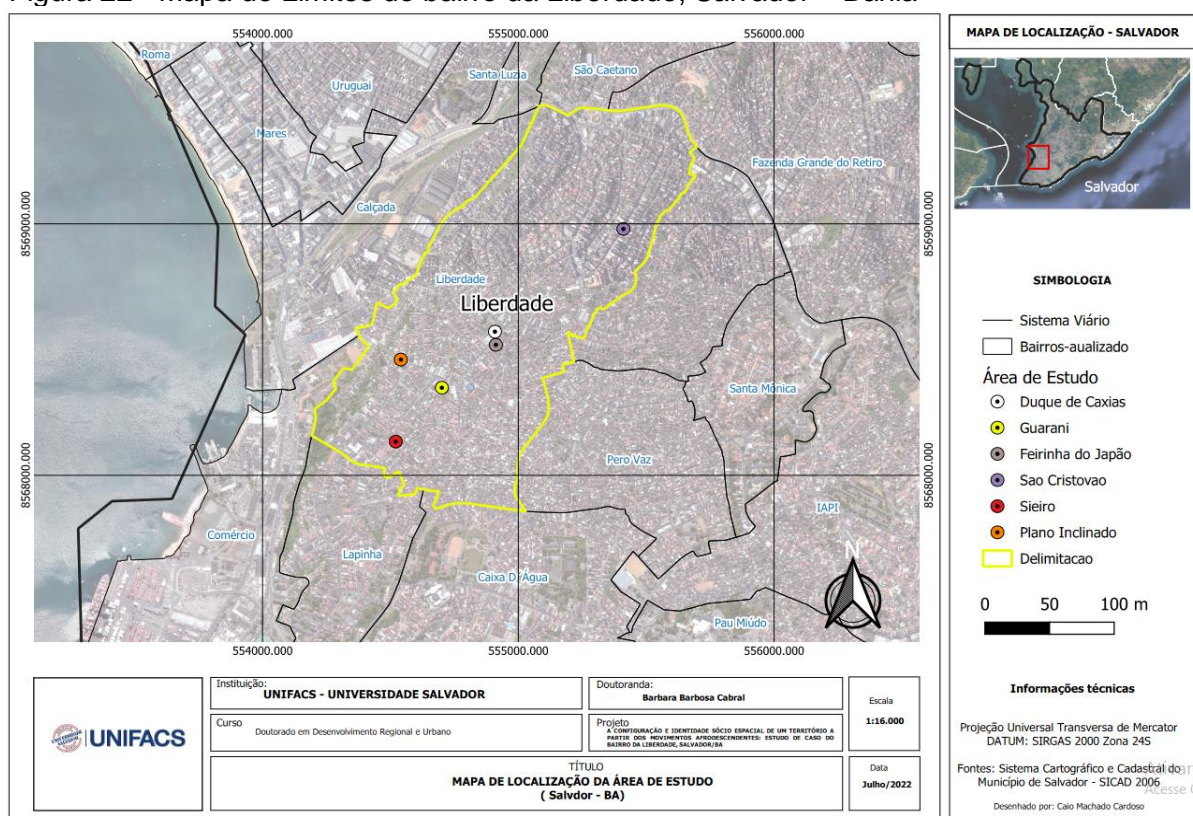 Figura 22 - Mapa de Limites do bairro da Liberdade, Salvador – Bahia
554000.000 555000.000 556000.000
8569000.000
8568000.000
Roma
Uruguai
Santa Luzia
São Caetano
Mares
Fazenda Grande do Retiro
Calçada
Liberdade
Liberdade
Santa Mônica
Pero Vaz
IAPI
Comércio
Lapinha
Caixa D'Água
Pau Miúdo
N
8569000.000
8568000.000
554000.000 555000.000 556000.000
MAPA DE LOCALIZAÇÃO - SALVADOR
Salvador
SIMBOLOGIA
Sistema Viário
Bairros-aualizado
Área de Estudo
Duque de Caxias
Guarani
Feirinha do Japão
Sao Cristovao
Sieiro
Plano Inclinado
Delimitacao
0 50 100 m
Informações técnicas
Projeção Universal Transversa de Mercator
DATUM: SIRGAS 2000 Zona 24S
Fontes: Sistema Cartográfico e Cadastral do
Município de Salvador - SICAD 2006
Desenhado por: Caio Machado Cardoso
UNIFACS
Instituição:
UNIFACS - UNIVERSIDADE SALVADOR
Doutoranda:
Barbara Barbosa Cabral
Escala
1:16.000
Curso
Doutorado em Desenvolvimento Regional e Urbano
Projeto
A CONFIGURAÇÃO E IDENTIDADE SÓCIO ESPACIAL DE UM TERRITÓRIO A
PARTIR DOS MOVIMENTOS AFRODESCENDENTES: ESTUDO DE CASO DO
BAIRRO DA LIBERDADE, SALVADOR/BA
TÍTULO
MAPA DE LOCALIZAÇÃO DA ÁREA DE ESTUDO
( Salvdor - BA)
Data
Julho/2022